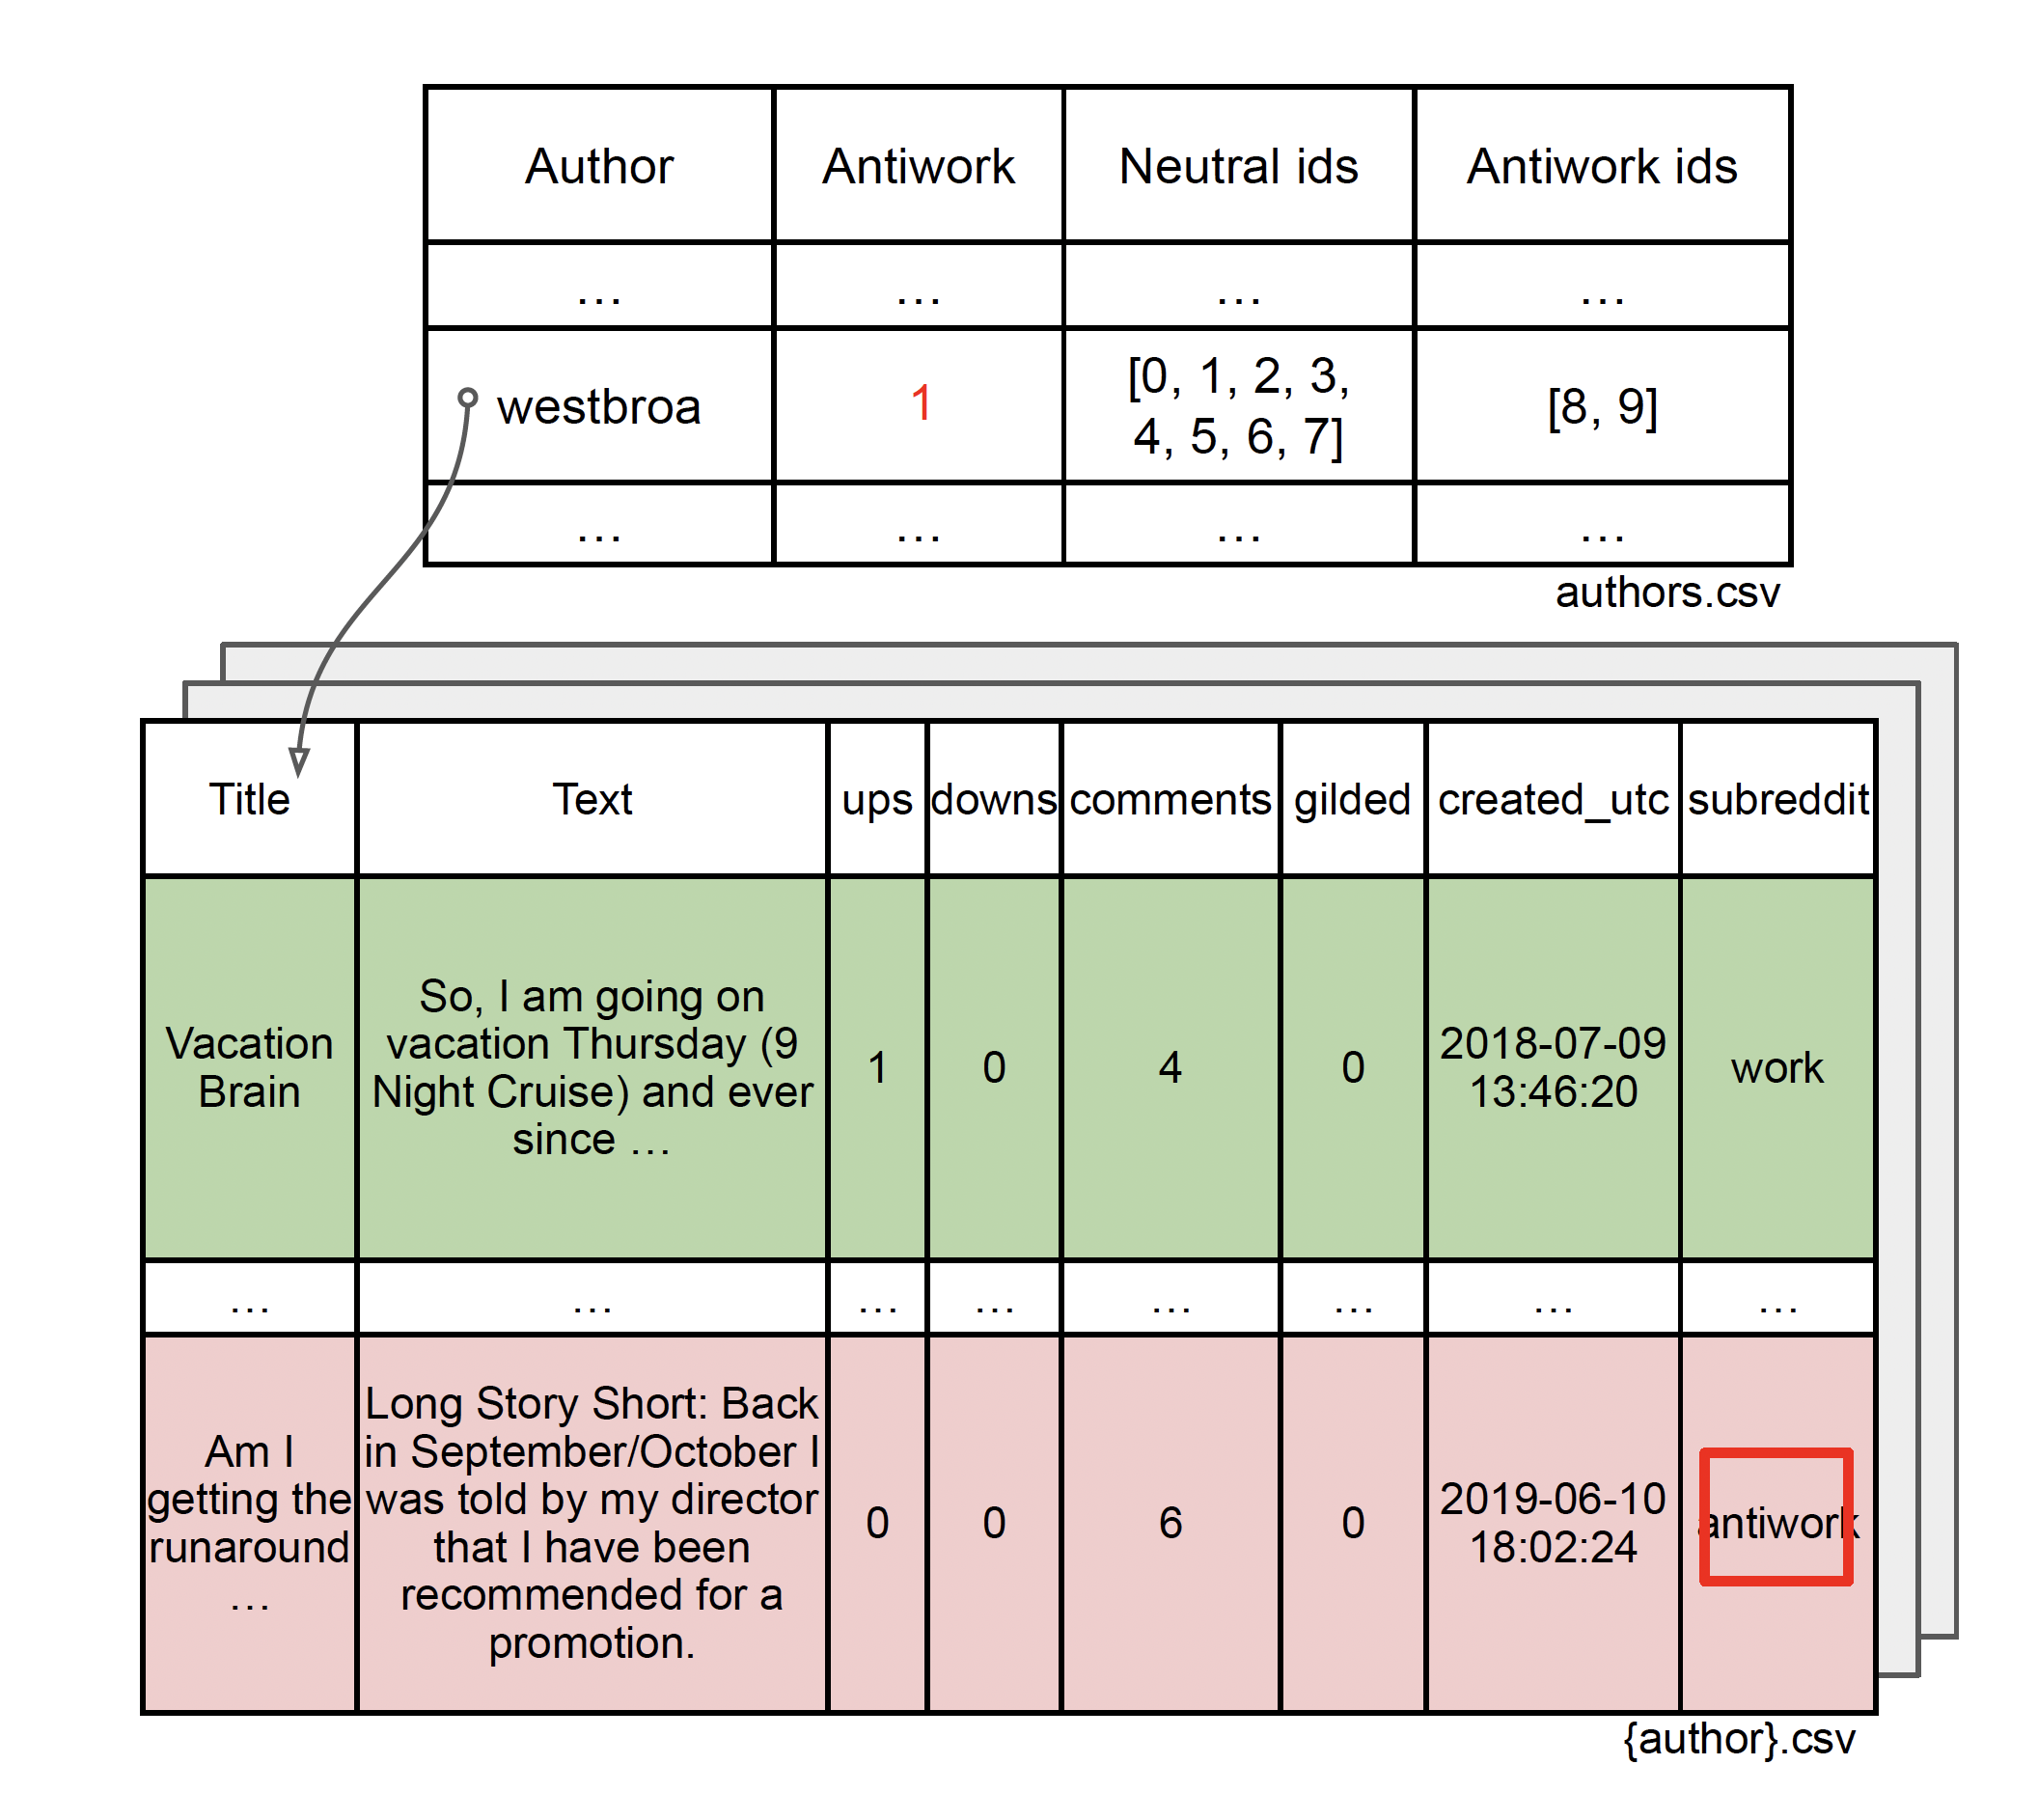 Author Antiwork Neutral ids Antiwork ids
… … … …
westbroa 1 [0, 1, 2, 3,
4, 5, 6, 7] [8, 9]
… … … …
authors.csv
Title Text ups downs comments gilded created_utc subreddit
Vacation
Brain
So, I am going on
vacation Thursday (9
Night Cruise) and ever
since …
1 0 4 0
2018-07-09
13:46:20
work
… … … … … … … …
Am I
getting the
runaround
…
Long Story Short: Back
in September/October I
was told by my director
that I have been
recommended for a
promotion.
0 0 6 0
2019-06-10
18:02:24
antiwork
{author}.csv